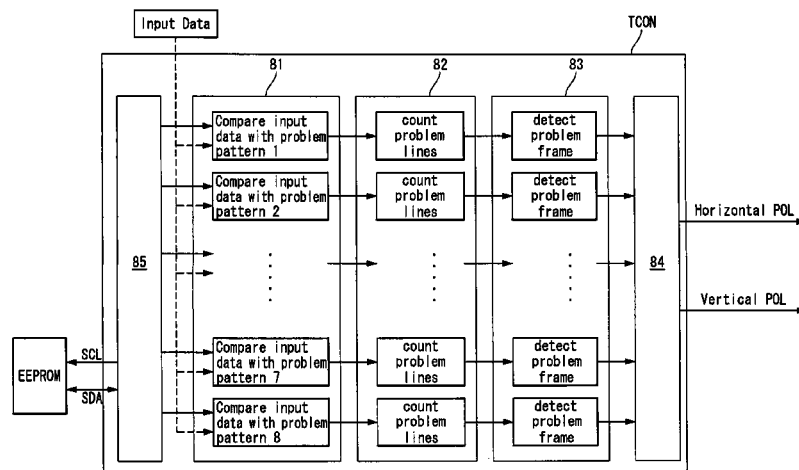 Input Data
TCON
81
82
83
Compare input
data with problem
pattern 1
count
problem
lines
detect
problem
frame
Compare input
data with problem
pattern 2
count
problem
lines
detect
problem
frame
Horizontal POL
85
84
Vertical POL
Compare input
data with problem
pattern 7
count
problem
lines
detect
problem
frame
EEPROM
SCL
SDA
Compare input
data with problem
pattern 8
count
problem
lines
detect
problem
frame